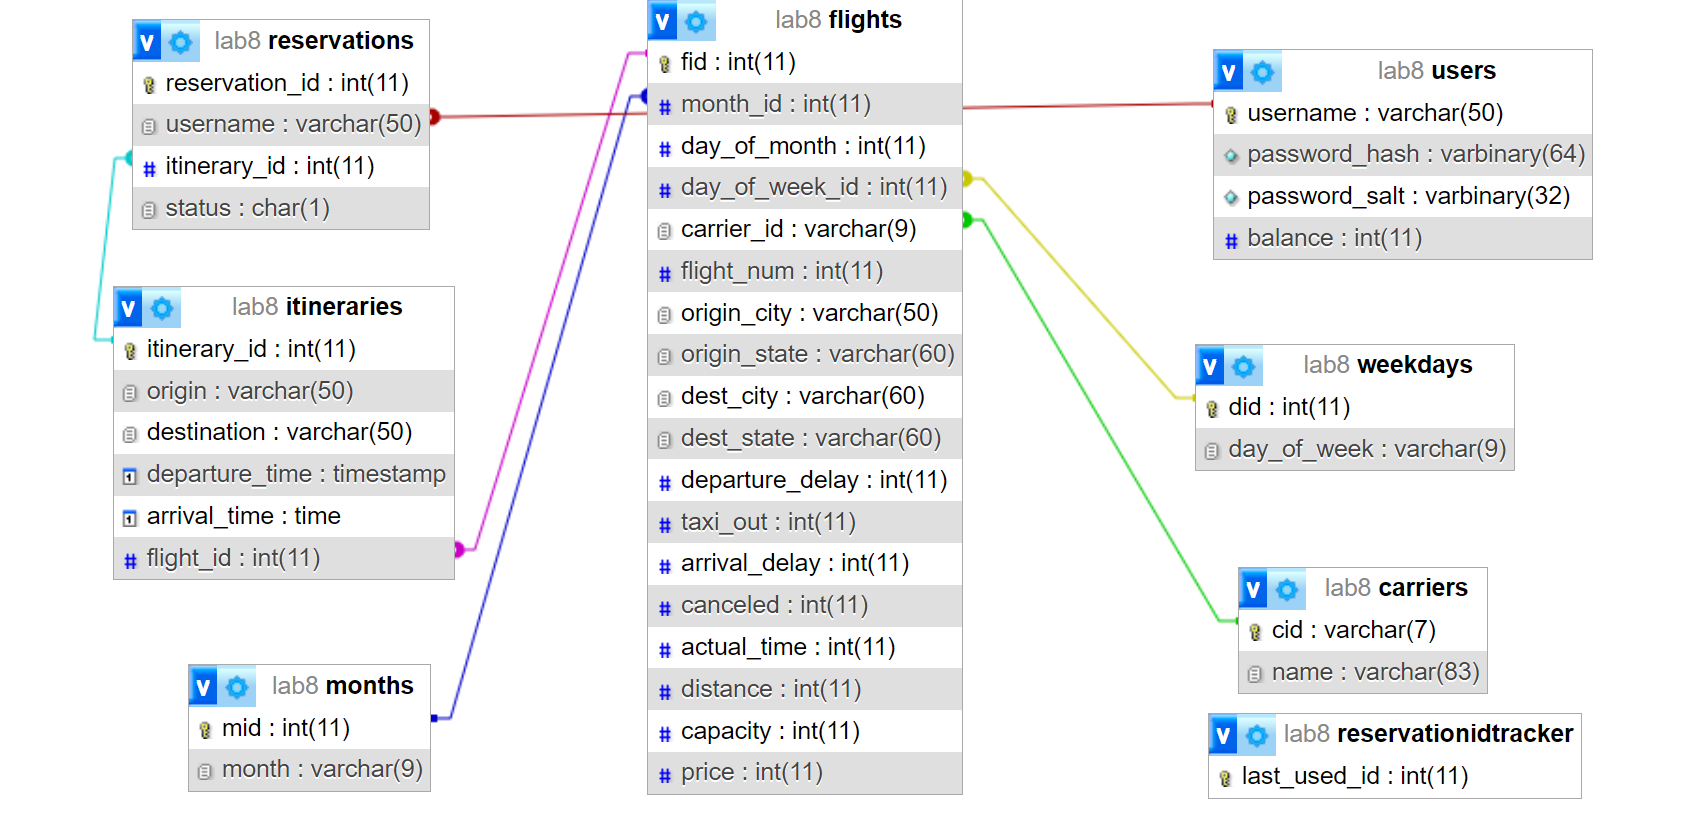 lab8 reservations
reservation_id : int(11)
username : varchar(50)
itinerary_id : int(11)
status : char(1)
lab8 itineraries
itinerary_id : int(11)
origin : varchar(50)
destination : varchar(50)
departure_time : timestamp
arrival_time : time
flight_id : int(11)
lab8 months
mid : int(11)
month : varchar(9)
lab8 flights
fid : int(11)
month_id : int(11)
day_of_month : int(11)
day_of_week_id : int(11)
carrier_id : varchar(9)
flight_num : int(11)
origin_city : varchar(50)
origin_state : varchar(60)
dest_city : varchar(60)
dest_state : varchar(60)
departure_delay : int(11)
taxi_out : int(11)
arrival_delay : int(11)
canceled : int(11)
actual_time : int(11)
distance : int(11)
capacity : int(11)
price : int(11)
lab8 users
username : varchar(50)
password_hash : varbinary(64)
password_salt : varbinary(32)
balance : int(11)
lab8 weekdays
did : int(11)
day_of_week : varchar(9)
lab8 carriers
cid : varchar(7)
name : varchar(83)
lab8 reservationidtracker
last_used_id : int(11)